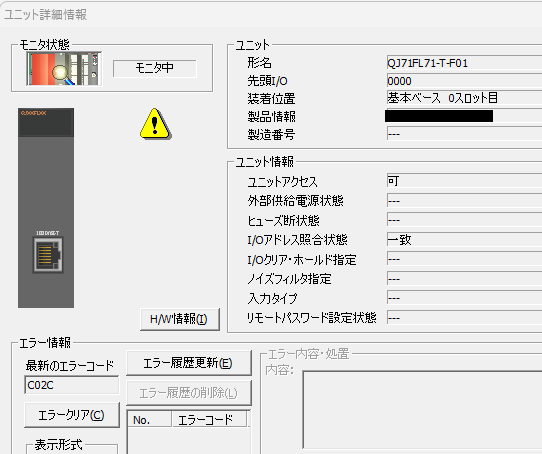 ユニット詳細情報
モニタ状態
モニタ中
ユニット
形名 QJ71FL71-T-F01
先頭I/O 0000
装着位置 基本ベース 0スロット目
製品情報
製造番号 ---
ユニット情報
ユニットアクセス 可
外部供給電源状態 ---
ヒューズ断状態 ---
I/Oアドレス照合状態 一致
I/Oクリア・ホールド指定 ---
ノイズフィルタ指定 ---
入力タイプ ---
リモートパスワード設定状態 ---
H/W情報(I)
エラー情報
最新のエラーコード
C02C
エラークリア(C)
表示形式
エラー履歴更新(E)
エラー履歴の削除(L)
No. エラーコード
エラー内容・処置
内容: